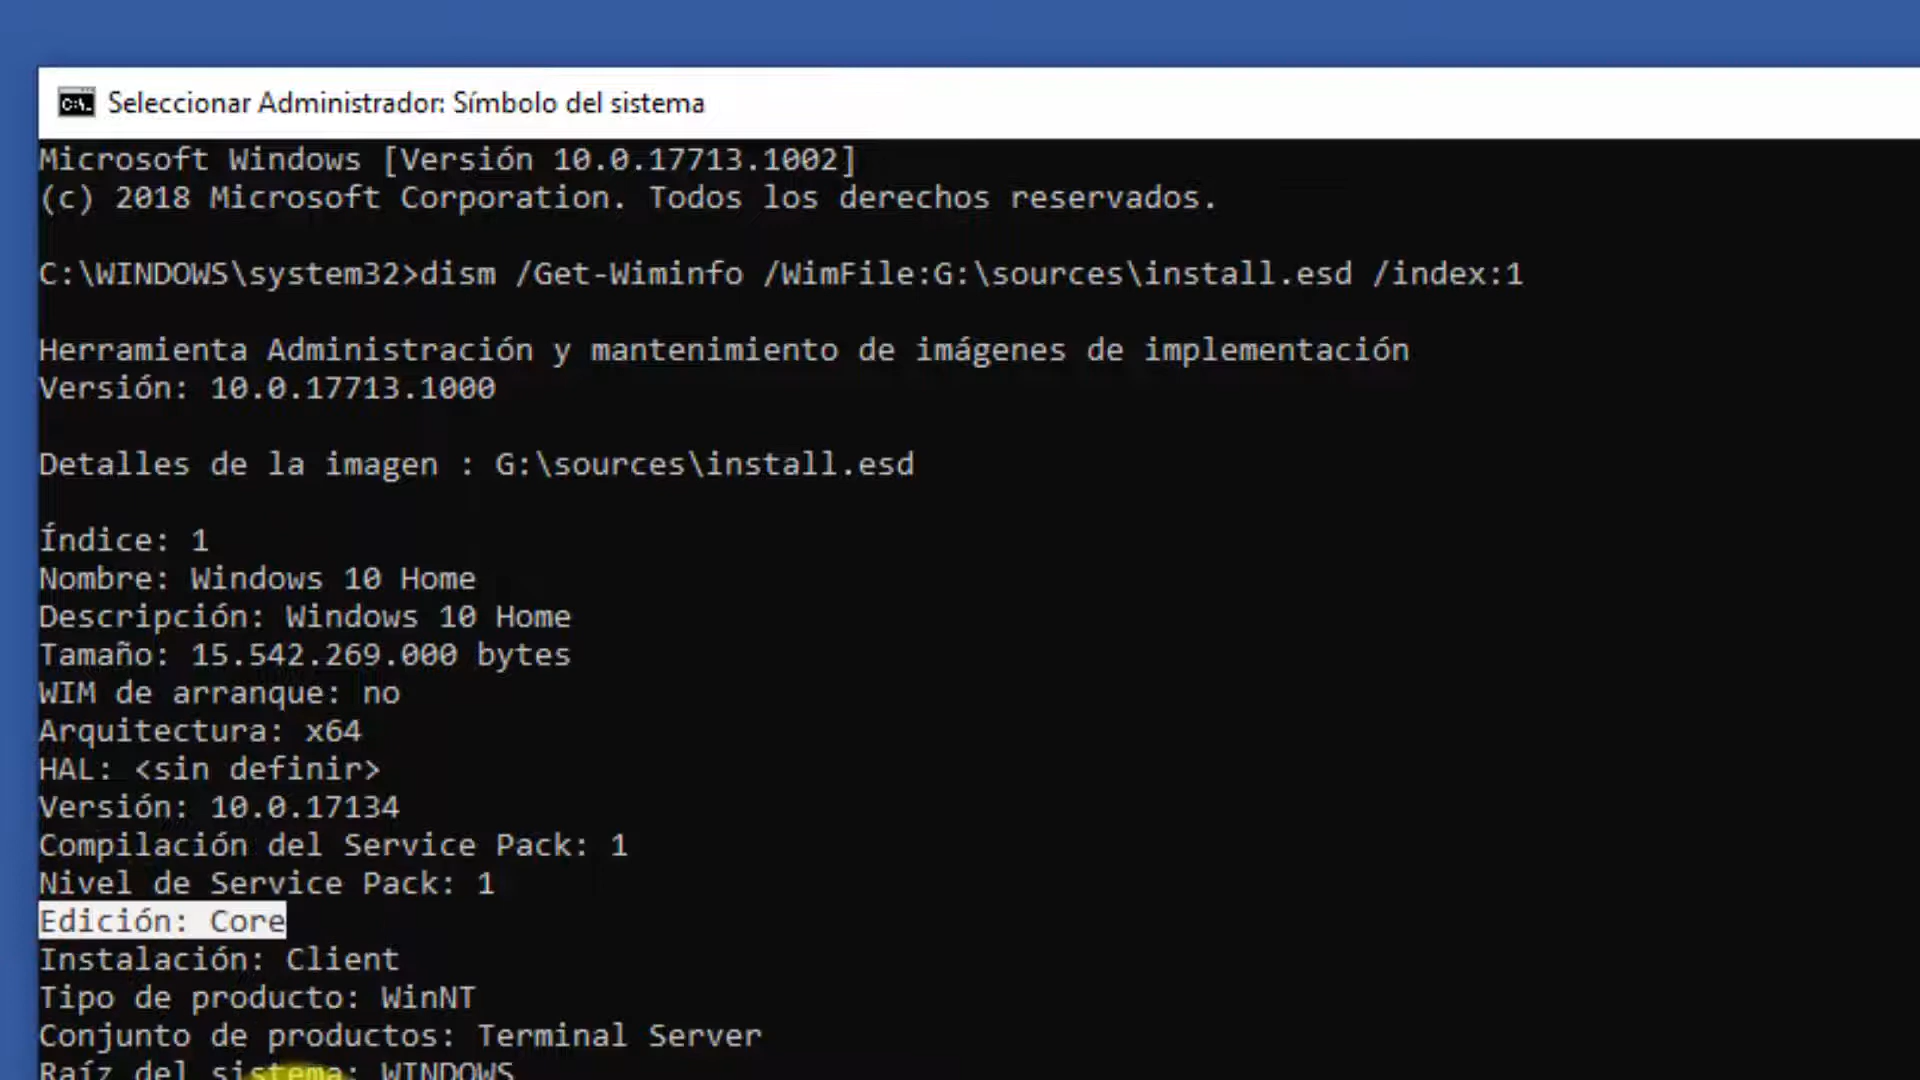 Seleccionar Administrador: Símbolo del sistema
Microsoft Windows [Versión 10.0.17713.1002]
(c) 2018 Microsoft Corporation. Todos los derechos reservados.
C:\WINDOWS\system32>dism /Get-Wiminfo /WimFile:G:\sources\install.esd /index:1
Herramienta Administración y mantenimiento de imágenes de implementación
Versión: 10.0.17713.1000
Detalles de la imagen : G:\sources\install.esd
Índice: 1
Nombre: Windows 10 Home
Descripción: Windows 10 Home
Tamaño: 15.542.269.000 bytes
WIM de arranque: no
Arquitectura: x64
HAL: <sin definir>
Versión: 10.0.17134
Compilación del Service Pack: 1
Nivel de Service Pack: 1
Edición: Core
Instalación: Client
Tipo de producto: WinNT
Conjunto de productos: Terminal Server
Raíz del sistema: WINDOWS